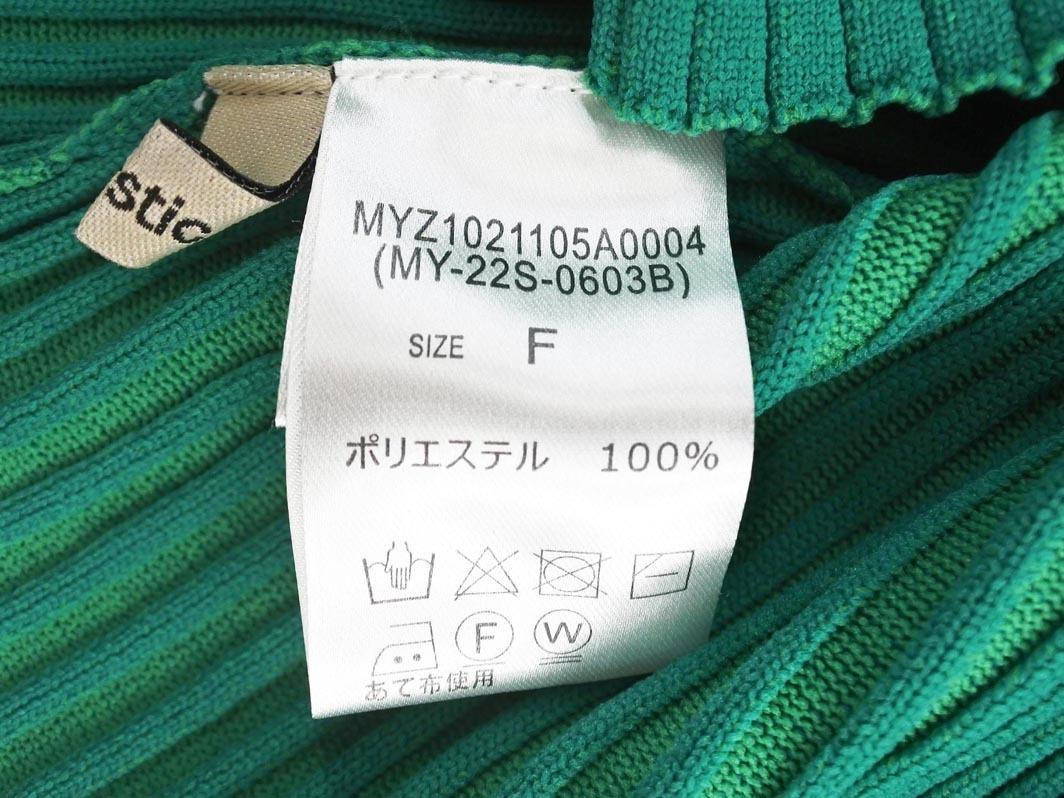 stic
MYZ1021105A0004
(MY-22S-0603B)
SIZE F
ポリエステル 100%
F W
あて布使用